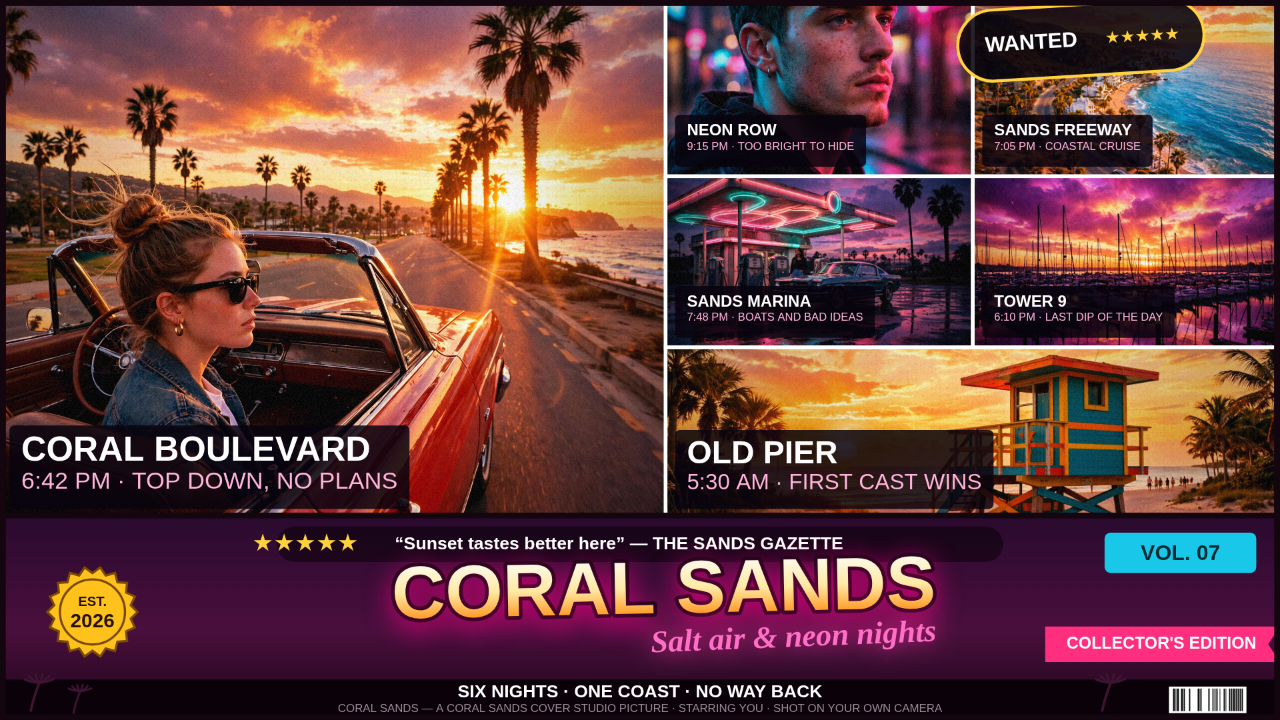 WANTED ★★★★★
NEON ROW
9:15 PM · TOO BRIGHT TO HIDE
SANDS FREEWAY
7:05 PM · COASTAL CRUISE
SANDS MARINA
7:48 PM · BOATS AND BAD IDEAS
TOWER 9
6:10 PM · LAST DIP OF THE DAY
CORAL BOULEVARD
6:42 PM · TOP DOWN, NO PLANS
OLD PIER
5:30 AM · FIRST CAST WINS
★★★★★ “Sunset tastes better here” — THE SANDS GAZETTE
VOL. 07
CORAL SANDS
Salt air & neon nights
EST.
2026
COLLECTOR'S EDITION
SIX NIGHTS · ONE COAST · NO WAY BACK
CORAL SANDS — A CORAL SANDS COVER STUDIO PICTURE · STARRING YOU · SHOT ON YOUR OWN CAMERA